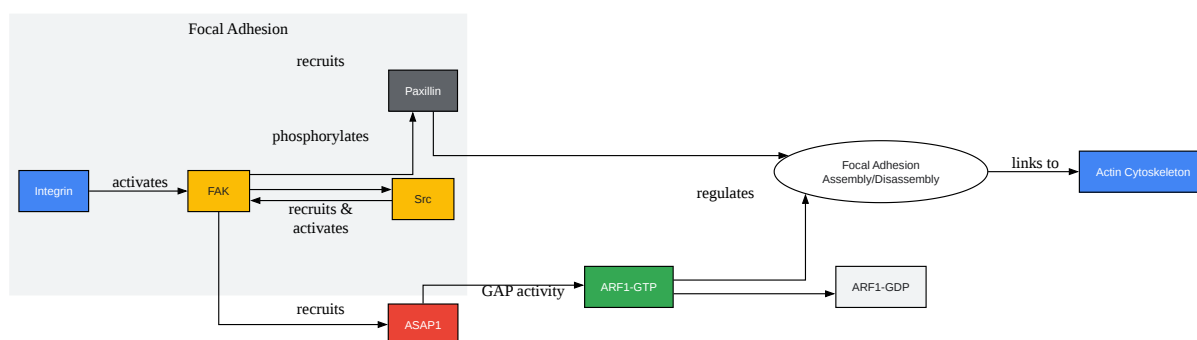 Focal Adhesion
recruits
Paxillin
phosphorylates
Integrin
activates
FAK
Src
recruits &
activates
Focal Adhesion
Assembly/Disassembly
links to
Actin Cytoskeleton
regulates
recruits
ASAP1
GAP activity
ARF1-GTP
ARF1-GDP